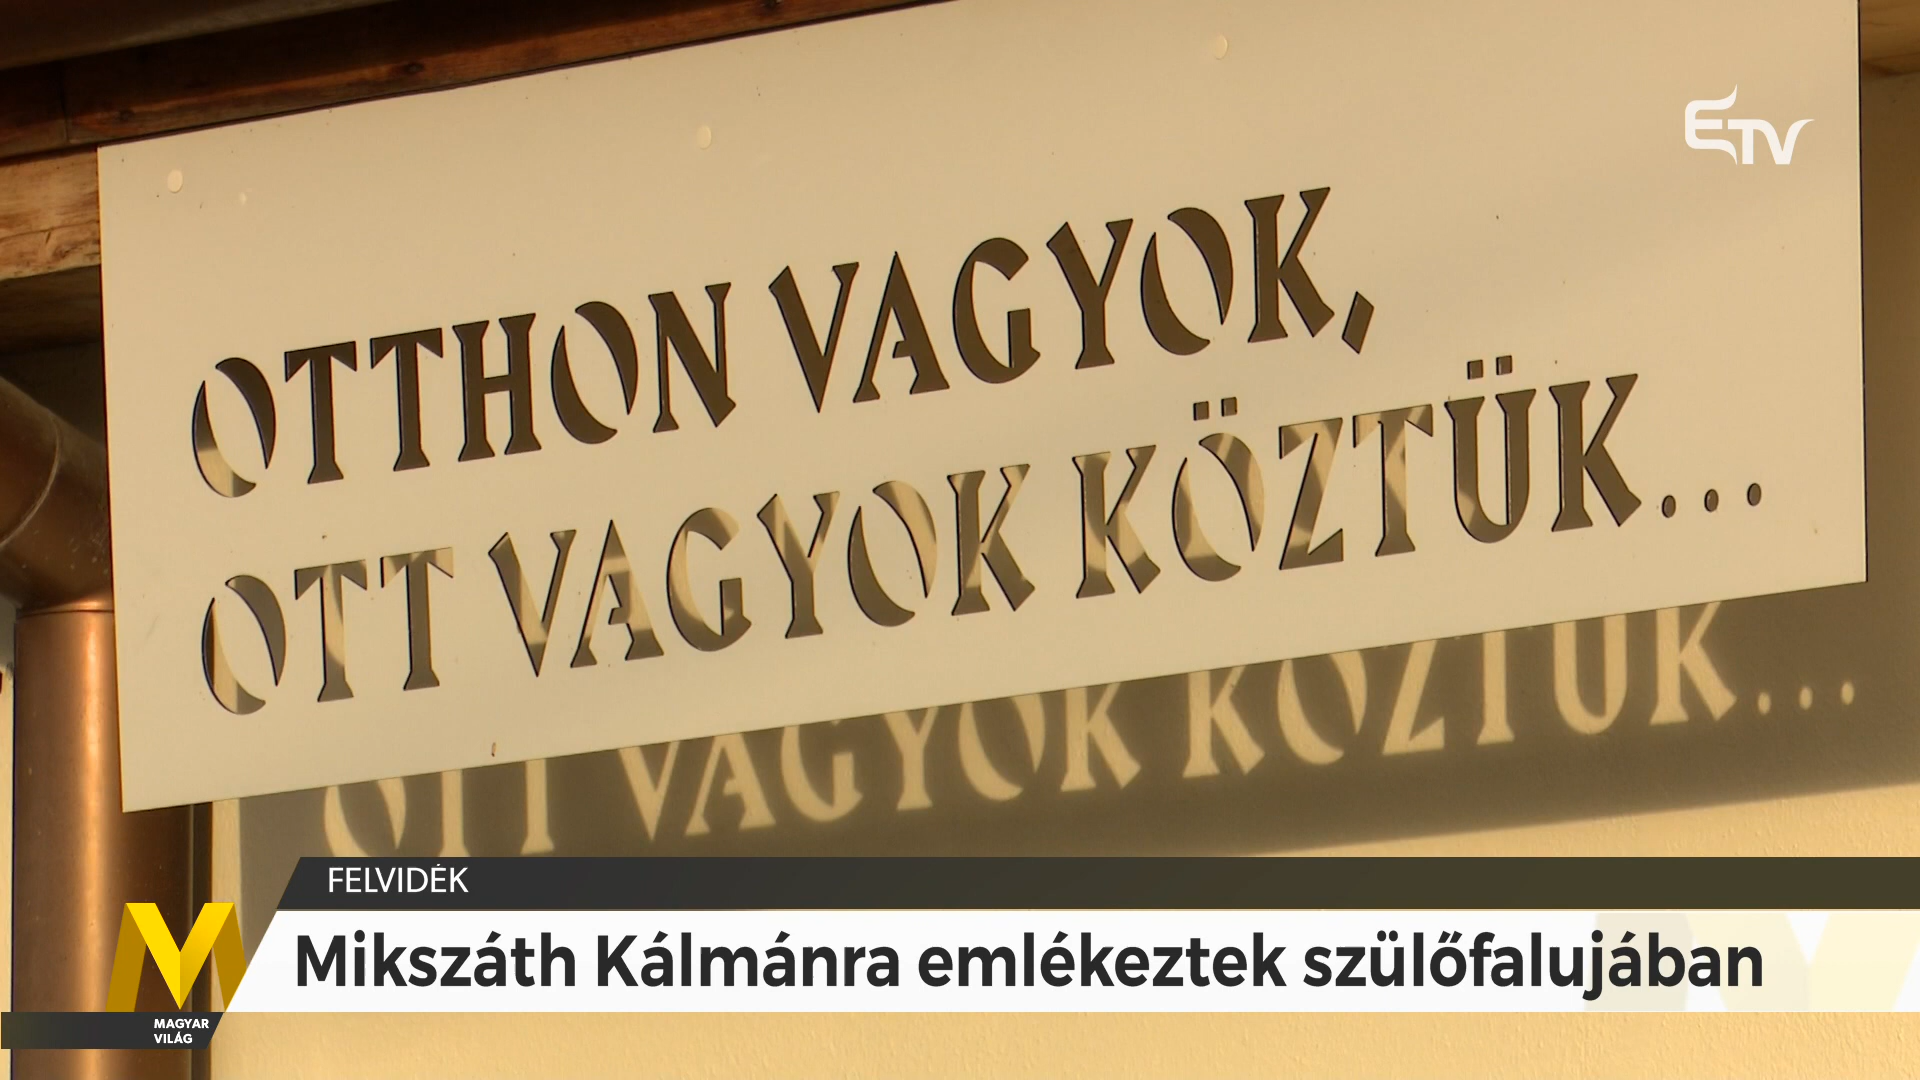 ETV
OTTHON VAGYOK,
OTT VAGYOK KÖZTÜK...
OTT VAGYOK KÖZTÜK...
FELVIDÉK
Mikszáth Kálmánra emlékeztek szülőfalujában
MAGYAR
VILÁG